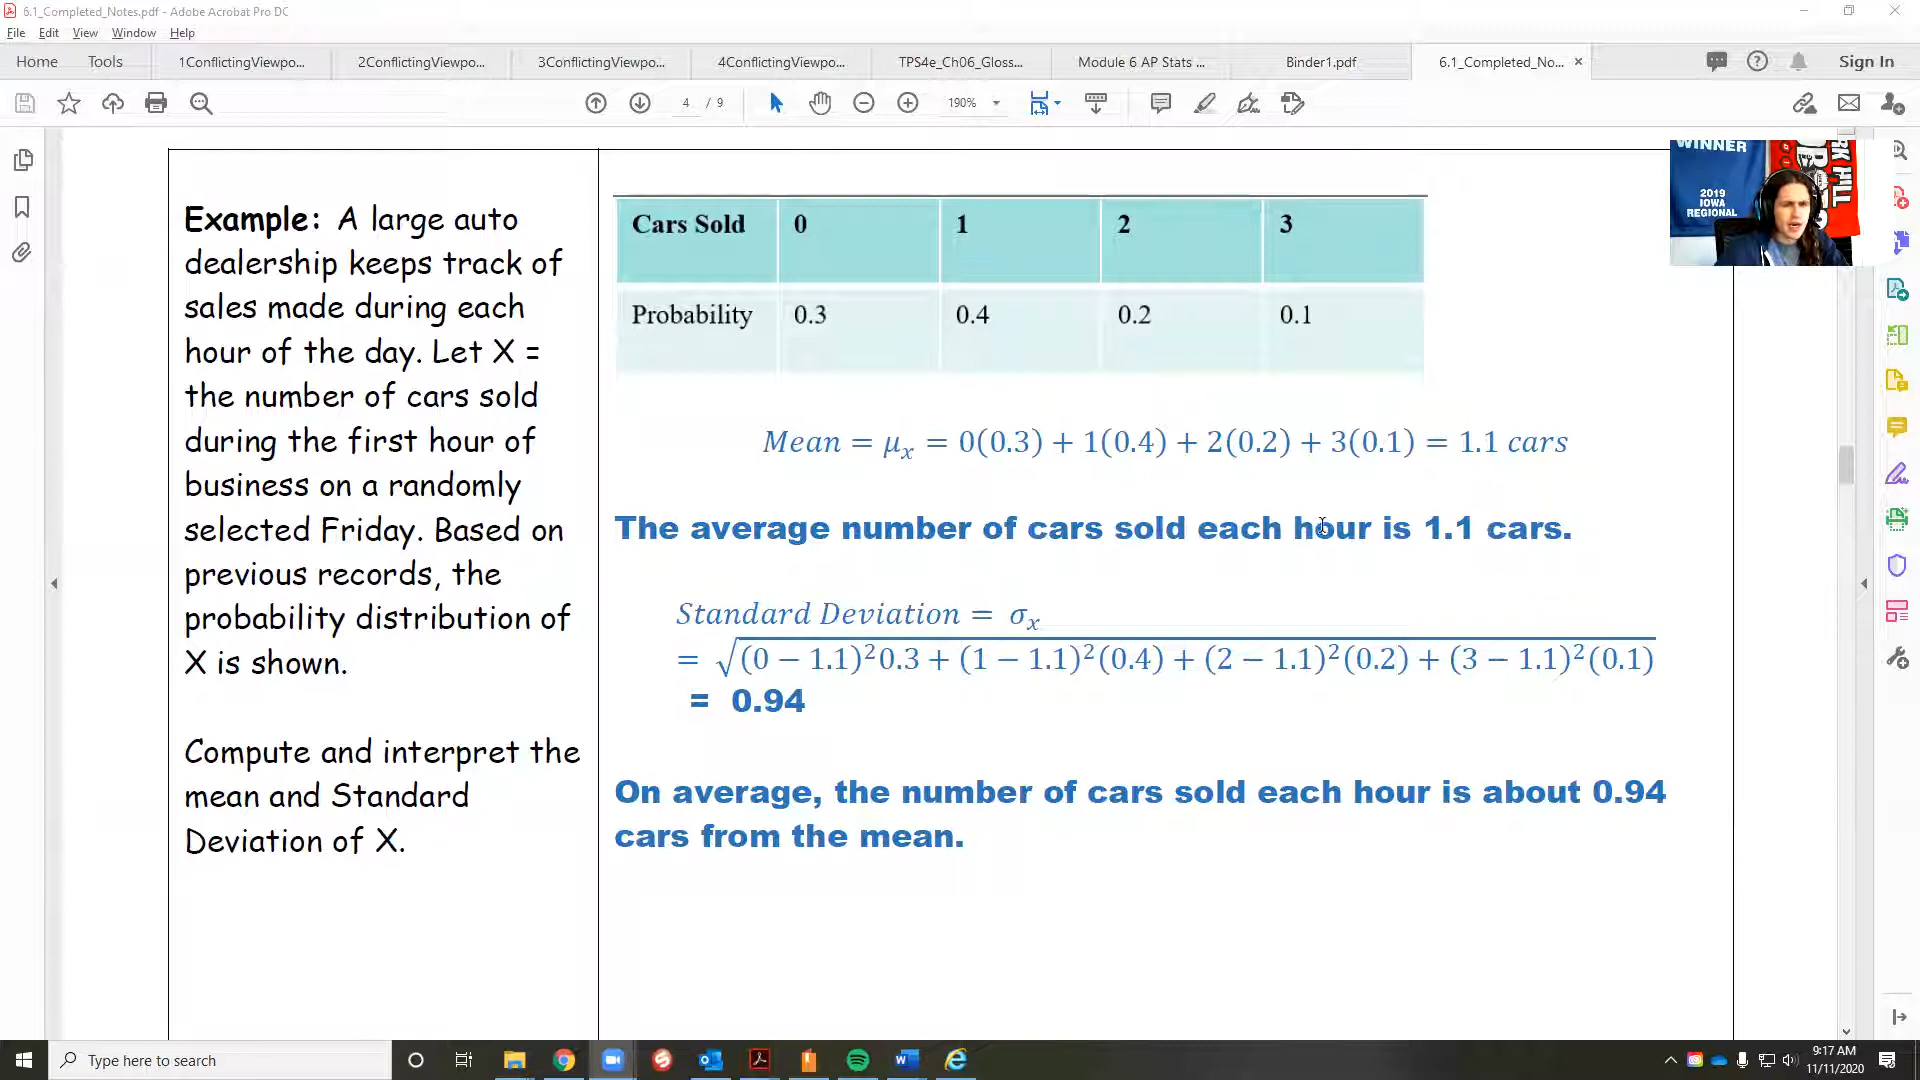 6.1_Completed_Notes.pdf - Adobe Acrobat Pro DC
File Edit View Window Help
Home Tools 1ConflictingViewpo... 2ConflictingViewpo... 3ConflictingViewpo... 4ConflictingViewpo... TPS4e_Ch06_Gloss... Module 6 AP Stats ... Binder1.pdf 6.1_Completed_No... × Sign In
4 / 9 190%
WINNER
2019
IOWA
REGIONAL
RK HILL
Example: A large auto
dealership keeps track of
sales made during each
hour of the day. Let X =
the number of cars sold
during the first hour of
business on a randomly
selected Friday. Based on
previous records, the
probability distribution of
X is shown.
Compute and interpret the
mean and Standard
Deviation of X.
Cars Sold 0 1 2 3
Probability 0.3 0.4 0.2 0.1
Mean = μₓ = 0(0.3) + 1(0.4) + 2(0.2) + 3(0.1) = 1.1 cars
The average number of cars sold each hour is 1.1 cars.
Standard Deviation = σₓ
= √(0 − 1.1)²0.3 + (1 − 1.1)²(0.4) + (2 − 1.1)²(0.2) + (3 − 1.1)²(0.1)
= 0.94
On average, the number of cars sold each hour is about 0.94
cars from the mean.
Type here to search
9:17 AM
11/11/2020